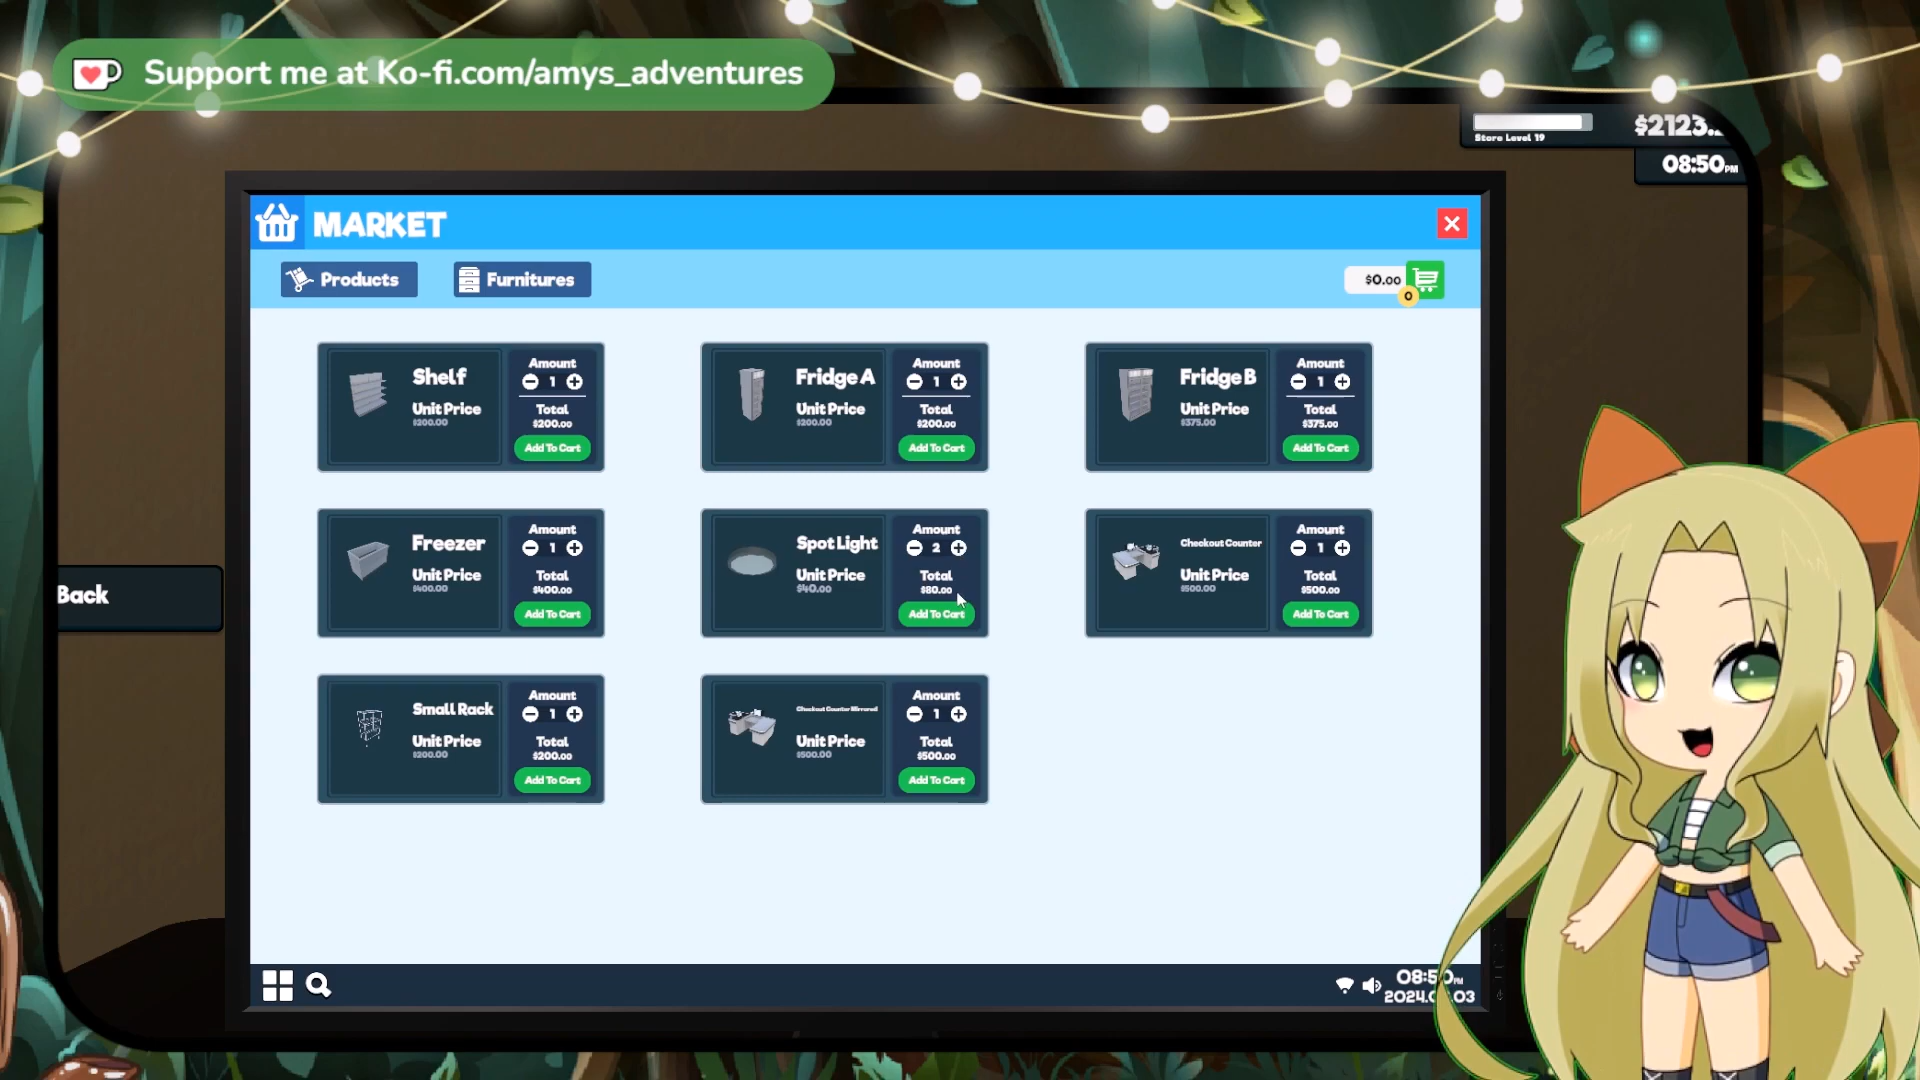 Support me at Ko-fi.com/amys_adventures
Store Level 19
08:50PM
MARKET
Products
Furnitures
$0.00
0
Shelf
Unit Price
$200.00
Amount
1
Total
$200.00
Add To Cart
Fridge A
Unit Price
$200.00
Amount
1
Total
$200.00
Add To Cart
Fridge B
Unit Price
$375.00
Amount
1
Total
$375.00
Add To Cart
Freezer
Unit Price
$400.00
Amount
1
Total
$400.00
Add To Cart
Spot Light
Unit Price
$40.00
Amount
2
Total
$80.00
Add To Cart
Checkout Counter
Unit Price
$500.00
Amount
1
Total
$500.00
Add To Cart
Back
Small Rack
Unit Price
$200.00
Amount
1
Total
$200.00
Add To Cart
Checkout Counter Mirrored
Unit Price
$500.00
Amount
1
Total
$500.00
Add To Cart